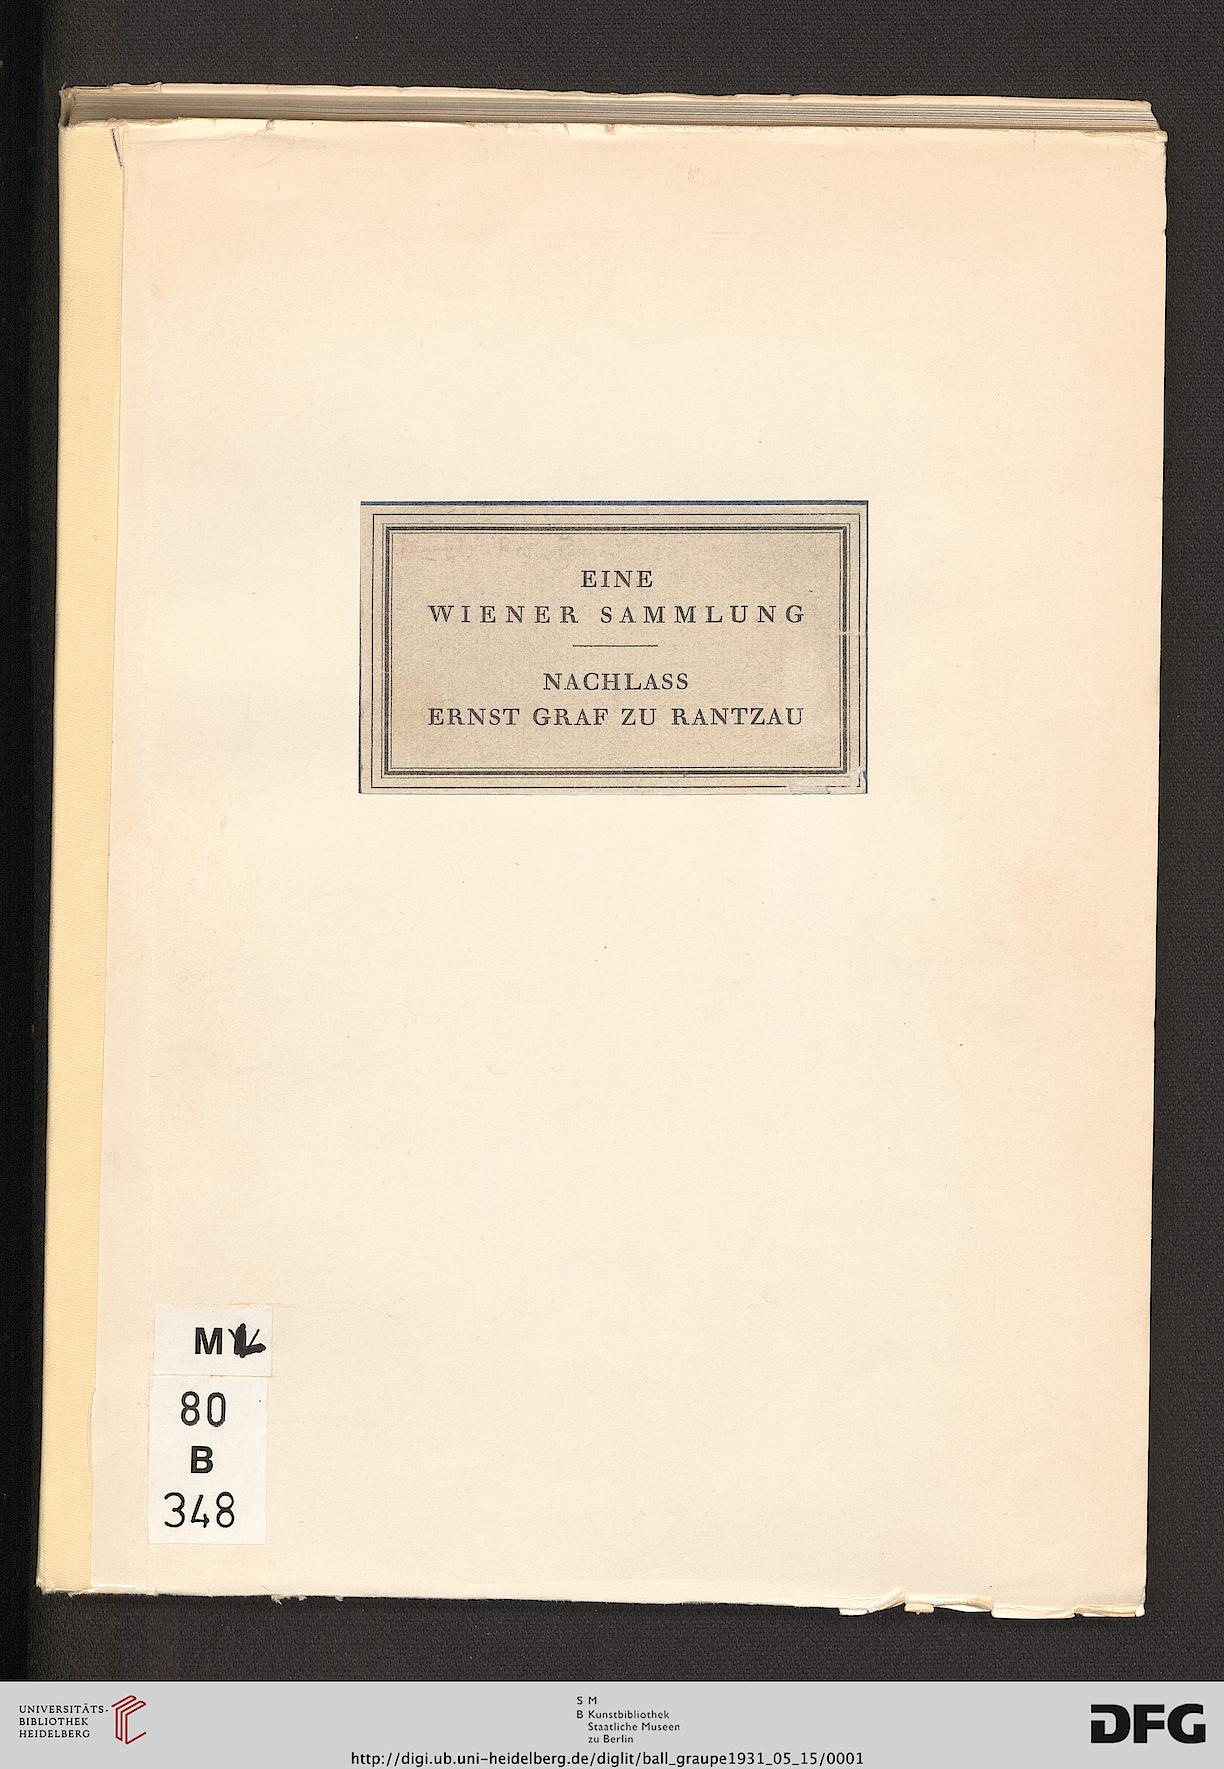 EINE
WIENER SAMMLUNG
NACHLASS
ERNST GRAF ZU RANTZAU
M
80
B
348
UNIVERSITÄTS-
BIBLIOTHEK
HEIDELBERG
S M
B Kunstbibliothek
Staatliche Museen
zu Berlin
DFG
http://digi.ub.uni-heidelberg.de/diglit/ball_graupe1931_05_15/0001